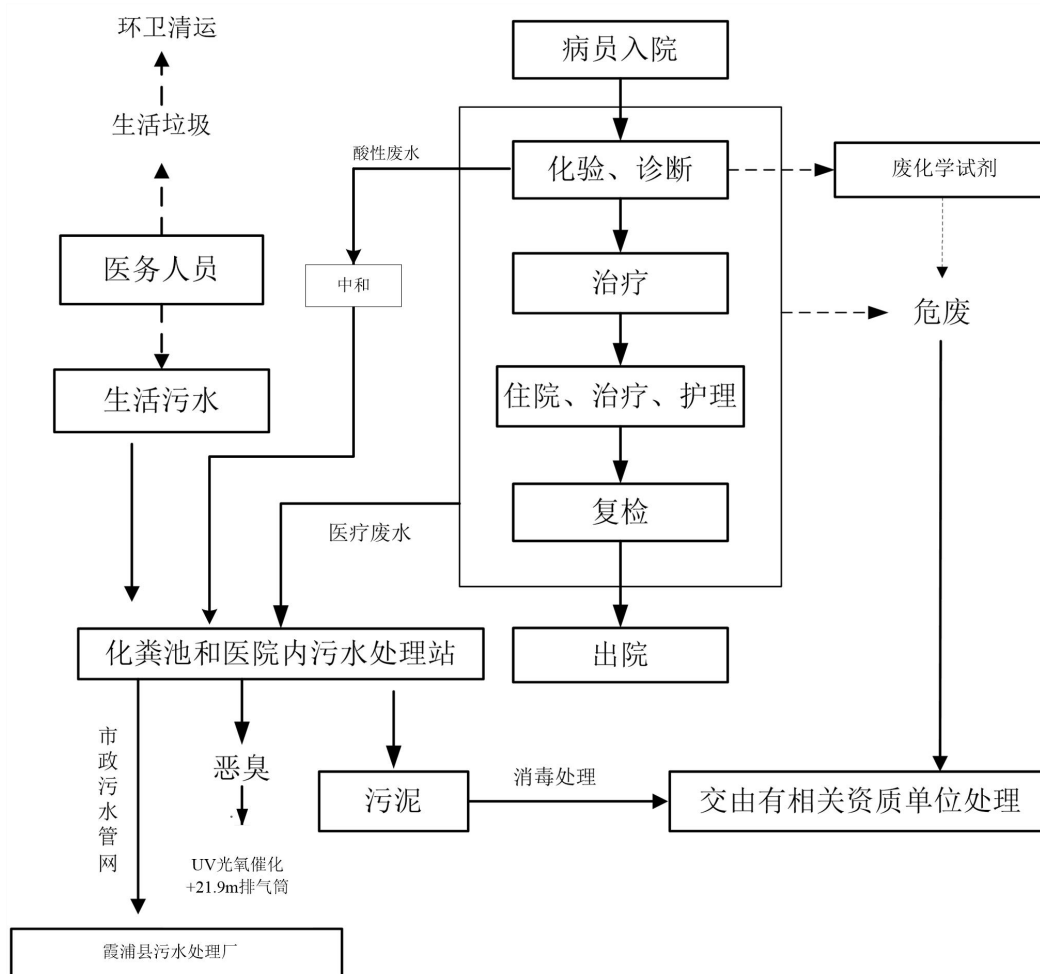 环卫清运
病员入院
生活垃圾
酸性废水
化验、诊断
废化学试剂
医务人员
中和
治疗
危废
生活污水
住院、治疗、护理
复检
医疗废水
化粪池和医院内污水处理站
出院
市政污水管网
恶臭
污泥
消毒处理
交由有相关资质单位处理
UV光氧催化
+21.9m排气筒
霞浦县污水处理厂